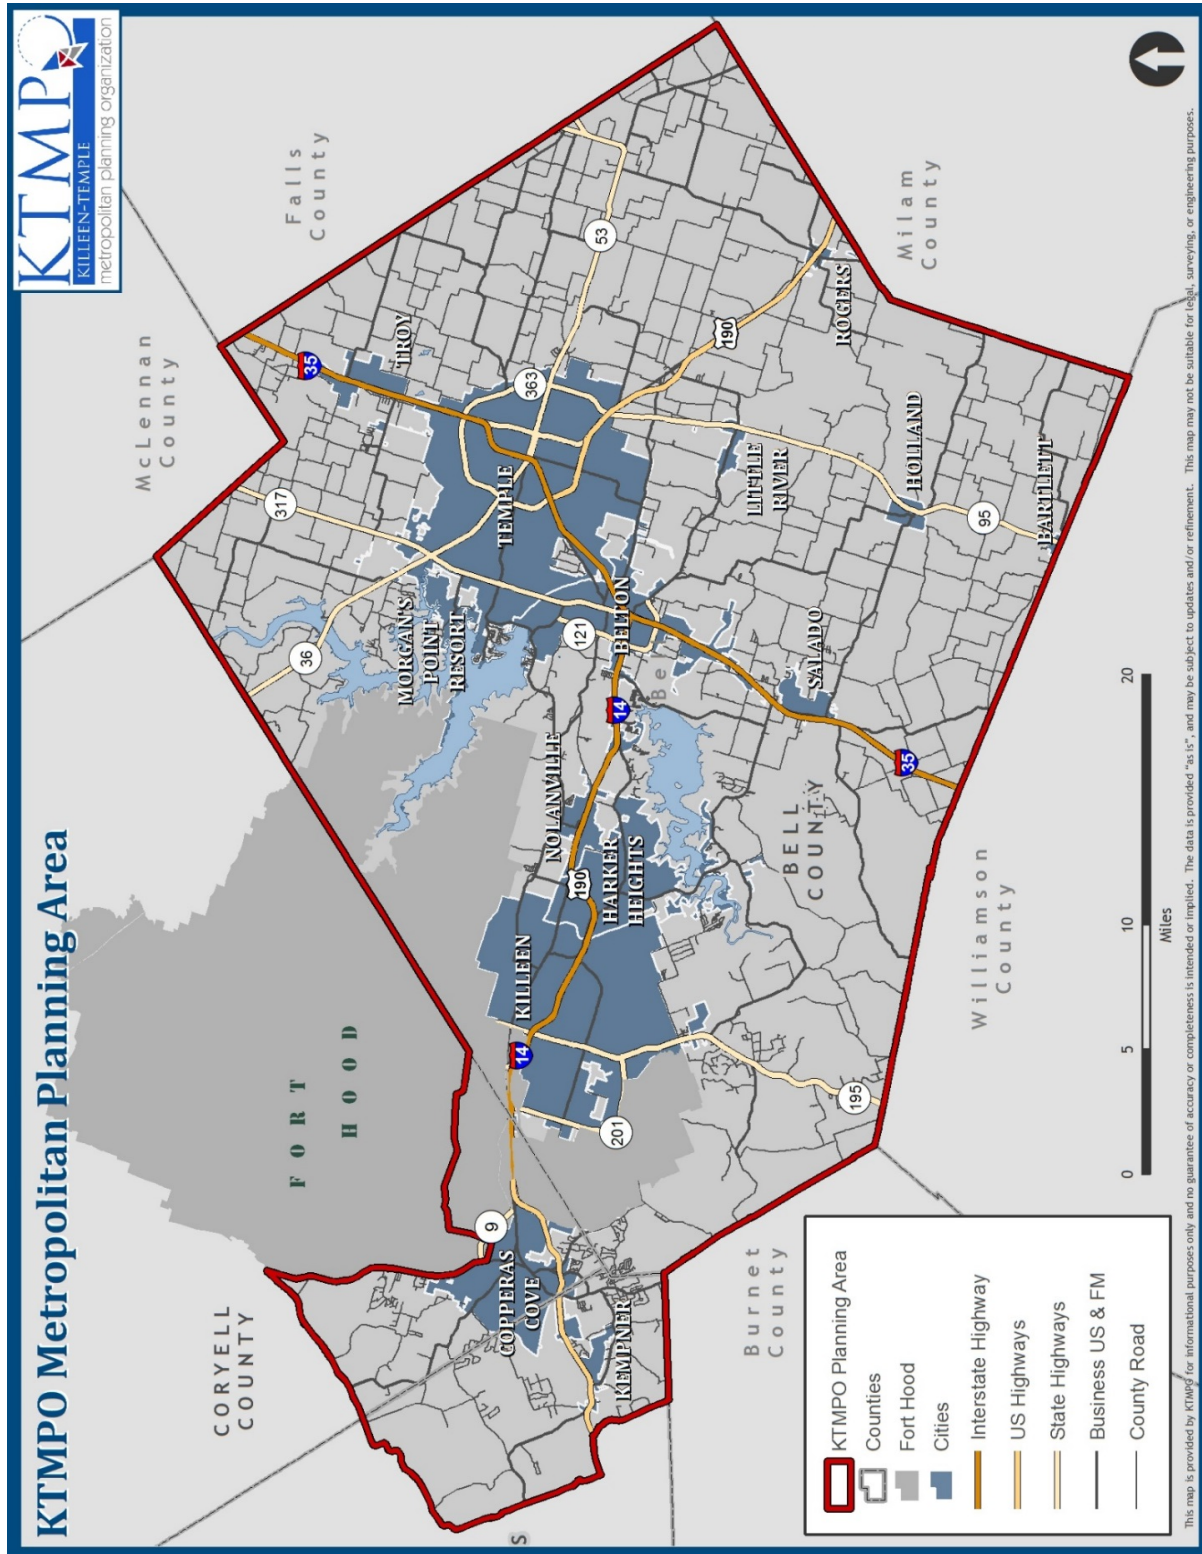 KTMPO Metropolitan Planning Area
KTMP
KILLEEN-TEMPLE
metropolitan planning organization
McLennan
County
Falls
County
CORYELL
COUNTY
FORT
HOOD
36
317
35
TROY
MORGAN'S
POINT
RESORT
TEMPLE
363
53
9
COPPERAS
COVE
KEMPNER
14
KILLEEN
201
195
190
NOLANVILLE
HARKER
HEIGHTS
14
121
BELTON
Be
190
ROGERS
LITTLE
RIVER
SALADO
HOLLAND
95
BARTLETT
35
BELL
COUNTY
Milam
County
Burnet
County
Williamson
County
S
KTMPO Planning Area
Counties
Fort Hood
Cities
Interstate Highway
US Highways
State Highways
Business US & FM
County Road
0 5 10 20
Miles
This map is provided by KTMPO for informational purposes only and no guarantee of accuracy or completeness is intended or implied. The data is provided "as is", and may be subject to updates and/or refinement. This map may not be suitable for legal, surveying, or engineering purposes.